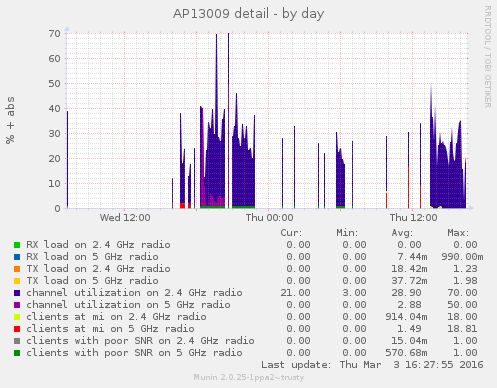 AP13009 detail - by day
RRDTOOL / TOBI OETIKER
% + abs
70
60
50
40
30
20
10
0
Wed 12:00 Thu 00:00 Thu 12:00
Cur: Min: Avg: Max:
RX load on 2.4 GHz radio 0.00 0.00 0.00 0.00
RX load on 5 GHz radio 0.00 0.00 7.44m 990.00m
TX load on 2.4 GHz radio 0.00 0.00 18.42m 1.23
TX load on 5 GHz radio 0.00 0.00 37.72m 1.98
channel utilization on 2.4 GHz radio 21.00 3.00 28.90 70.00
channel utilization on 5 GHz radio 0.00 0.00 2.88 50.00
clients at mi on 2.4 GHz radio 0.00 0.00 914.04m 18.00
clients at mi on 5 GHz radio 0.00 0.00 1.49 18.81
clients with poor SNR on 2.4 GHz radio 0.00 0.00 15.04m 1.00
clients with poor SNR on 5 GHz radio 0.00 0.00 570.68m 1.00
Last update: Thu Mar 3 16:27:55 2016
Munin 2.0.25-1ppa2~trusty